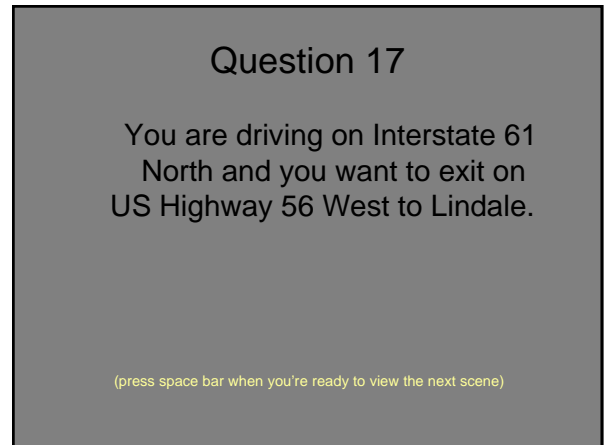 Question 17
You are driving on Interstate 61
North and you want to exit on
US Highway 56 West to Lindale.
(press space bar when you're ready to view the next scene)